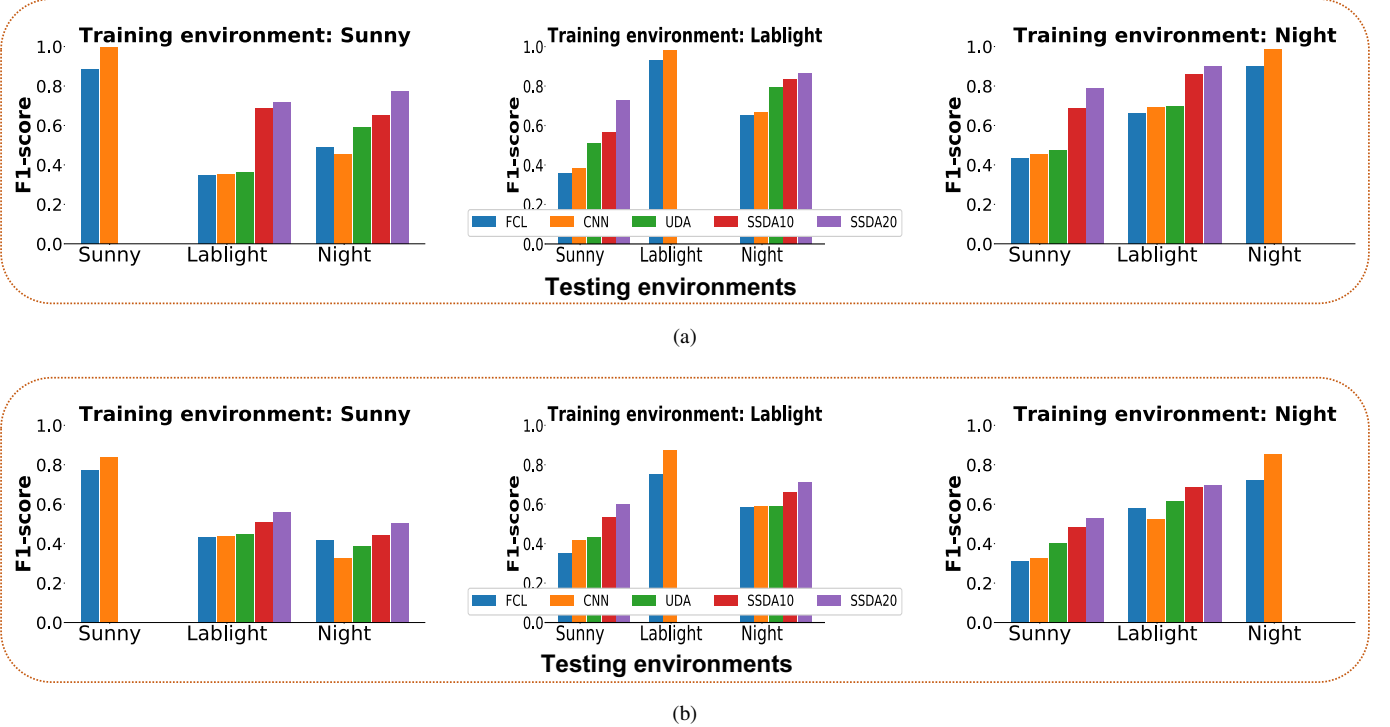 Training environment: Sunny
F1-score
1.0
0.8
0.6
0.4
0.2
0.0
Sunny Lablight Night
Training environment: Lablight
F1-score
1.0
0.8
0.6
0.4
0.2
0.0
FCL CNN UDA SSDA10 SSDA20
Sunny Lablight Night
Training environment: Night
F1-score
1.0
0.8
0.6
0.4
0.2
0.0
Sunny Lablight Night
Testing environments
(a)
Training environment: Sunny
F1-score
1.0
0.8
0.6
0.4
0.2
0.0
Sunny Lablight Night
Training environment: Lablight
F1-score
1.0
0.8
0.6
0.4
0.2
0.0
FCL CNN UDA SSDA10 SSDA20
Sunny Lablight Night
Training environment: Night
F1-score
1.0
0.8
0.6
0.4
0.2
0.0
Sunny Lablight Night
Testing environments
(b)